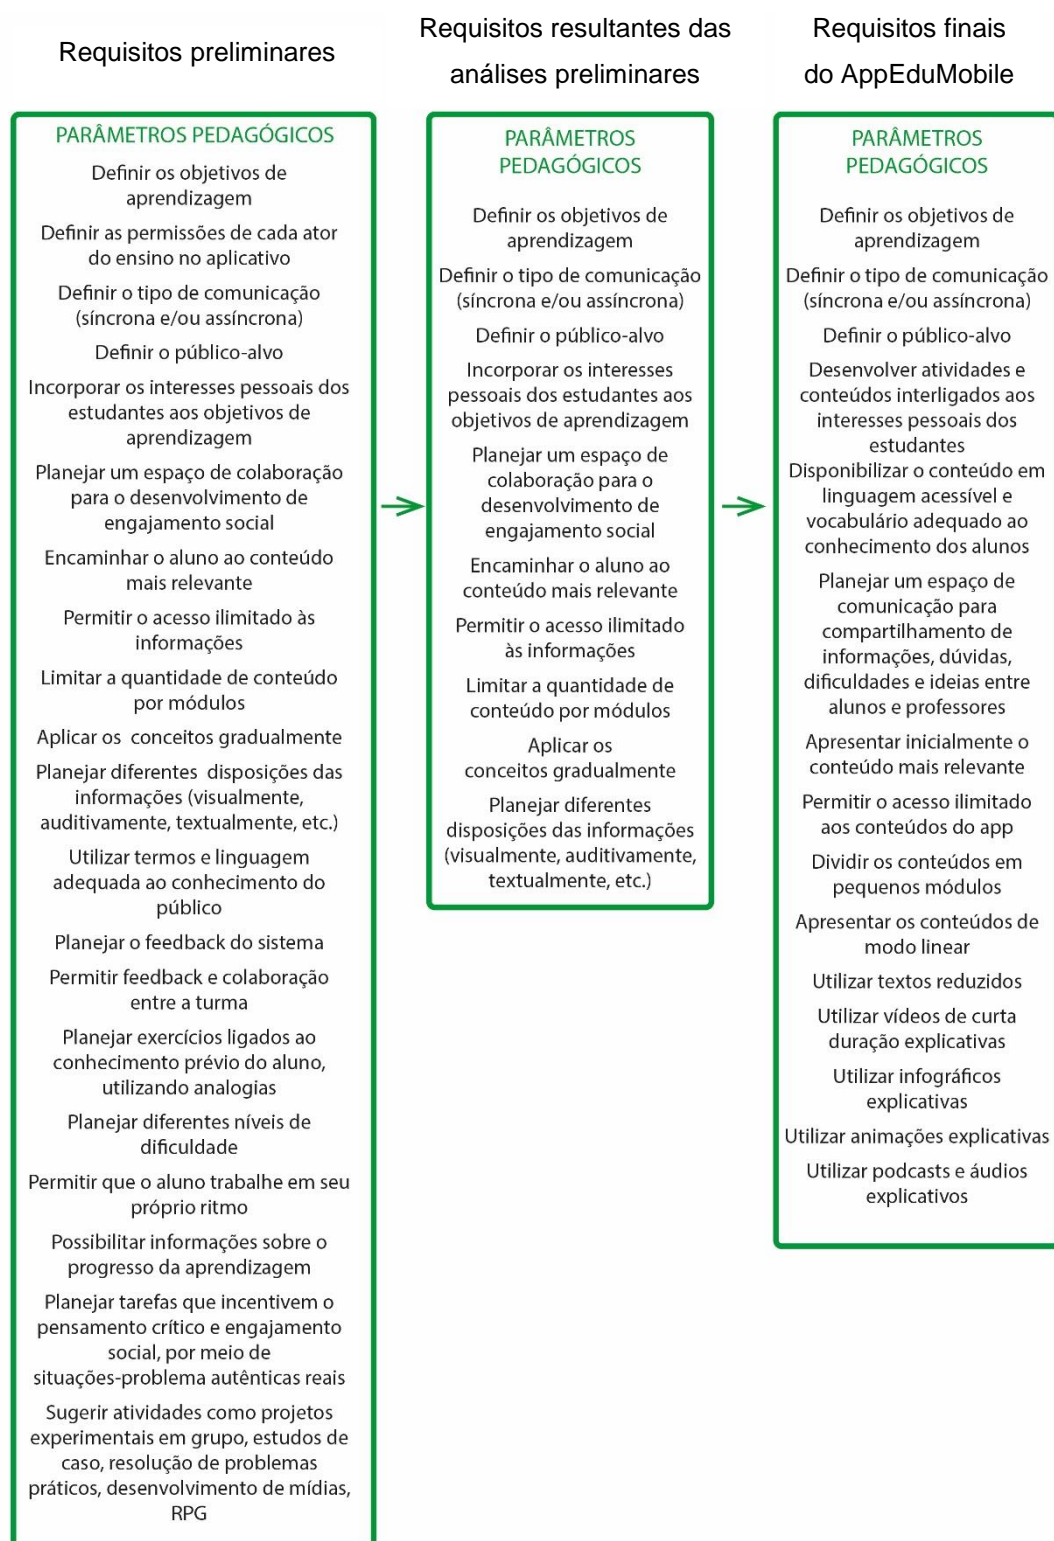 Requisitos preliminares
PARÂMETROS PEDAGÓGICOS
Definir os objetivos de
aprendizagem
Definir as permissões de cada ator
do ensino no aplicativo
Definir o tipo de comunicação
(síncrona e/ou assíncrona)
Definir o público-alvo
Incorporar os interesses pessoais dos
estudantes aos objetivos de
aprendizagem
Planejar um espaço de colaboração
para o desenvolvimento de
engajamento social
Encaminhar o aluno ao conteúdo
mais relevante
Permitir o acesso ilimitado às
informações
Limitar a quantidade de conteúdo
por módulos
Aplicar os conceitos gradualmente
Planejar diferentes disposições das
informações (visualmente,
auditivamente, textualmente, etc.)
Utilizar termos e linguagem
adequada ao conhecimento do
público
Planejar o feedback do sistema
Permitir feedback e colaboração
entre a turma
Planejar exercícios ligados ao
conhecimento prévio do aluno,
utilizando analogias
Planejar diferentes níveis de
dificuldade
Permitir que o aluno trabalhe em seu
próprio ritmo
Possibilitar informações sobre o
progresso da aprendizagem
Planejar tarefas que incentivem o
pensamento crítico e engajamento
social, por meio de
situações-problema autênticas reais
Sugerir atividades como projetos
experimentais em grupo, estudos de
caso, resolução de problemas
práticos, desenvolvimento de mídias,
RPG
Requisitos resultantes das
análises preliminares
PARÂMETROS
PEDAGÓGICOS
Definir os objetivos de
aprendizagem
Definir o tipo de comunicação
(síncrona e/ou assíncrona)
Definir o público-alvo
Incorporar os interesses
pessoais dos estudantes aos
objetivos de aprendizagem
Planejar um espaço de
colaboração para o
desenvolvimento de
engajamento social
Encaminhar o aluno ao
conteúdo mais relevante
Permitir o acesso ilimitado
às informações
Limitar a quantidade de
conteúdo por módulos
Aplicar os
conceitos gradualmente
Planejar diferentes
disposições das informações
(visualmente, auditivamente,
textualmente, etc.)
Requisitos finais
do AppEduMobile
PARÂMETROS
PEDAGÓGICOS
Definir os objetivos de
aprendizagem
Definir o tipo de comunicação
(síncrona e/ou assíncrona)
Definir o público-alvo
Desenvolver atividades e
conteúdos interligados aos
interesses pessoais dos
estudantes
Disponibilizar o conteúdo em
linguagem acessível e
vocabulário adequado ao
conhecimento dos alunos
Planejar um espaço de
comunicação para
compartilhamento de
informações, dúvidas,
dificuldades e ideias entre
alunos e professores
Apresentar inicialmente o
conteúdo mais relevante
Permitir o acesso ilimitado
aos conteúdos do app
Dividir os conteúdos em
pequenos módulos
Apresentar os conteúdos de
modo linear
Utilizar textos reduzidos
Utilizar vídeos de curta
duração explicativas
Utilizar infográficos
explicativas
Utilizar animações explicativas
Utilizar podcasts e áudios
explicativos